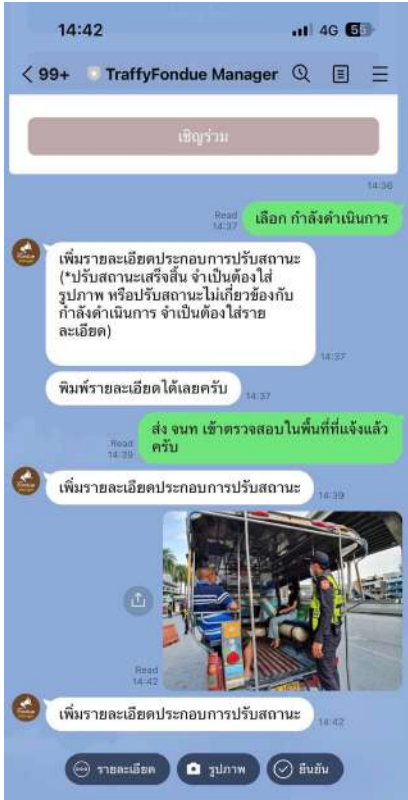 14:42
4G 55
99+ TraffyFondue Manager
เชิญร่วม
14:36
เลือก กำลังดำเนินการ
Read
14:37
เพิ่มรายละเอียดประกอบการปรับสถานะ
(*ปรับสถานะเสร็จสิ้น จำเป็นต้องใส่
รูปภาพ หรือปรับสถานะไม่เกี่ยวข้องกับ
กำลังดำเนินการ จำเป็นต้องใส่ราย
ละเอียด)
14:37
พิมพ์รายละเอียดได้เลยครับ
14:37
ส่ง จนท เข้าตรวจสอบในพื้นที่ที่แจ้งแล้ว
ครับ
Read
14:39
เพิ่มรายละเอียดประกอบการปรับสถานะ
14:39
Read
14:42
เพิ่มรายละเอียดประกอบการปรับสถานะ
14:42
รายละเอียด
รูปภาพ
ยืนยัน